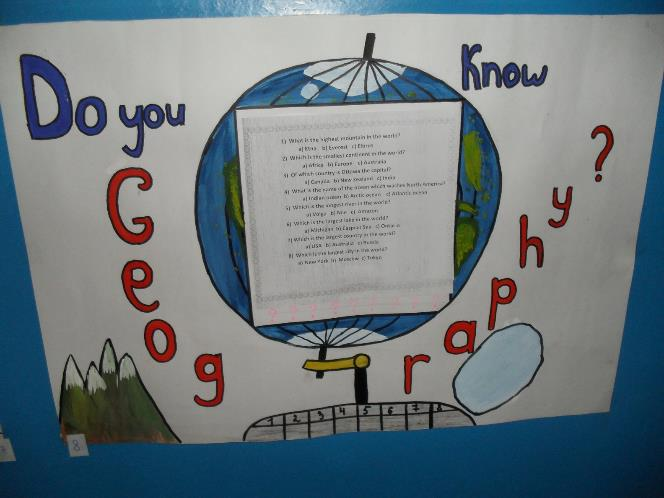 Do you Know
Geography?
1) What is the highest mountain in the world?
a) Etna b) Everest c) Elbrus
2) Which is the smallest continent in the world?
a) Africa b) Europe c) Australia
3) Of which country is Ottawa the capital?
a) Canada b) New Zealand c) India
4) What is the name of the ocean which washes North America?
a) Indian ocean b) Arctic ocean c) Atlantic ocean
5) Which is the longest river in the world?
a) Volga b) Nile c) Amazon
6) Which is the largest lake in the world?
a) Michigan b) Caspian Sea c)
7) Which is the largest country in the world?
a) USA b) Australia c) Russia
8) Which is the largest city in the world?
a) New York b) Moscow c) Tokyo
? ? ? ? ? ? ? ? ?
1 2 3 4 5 6 7 8
8